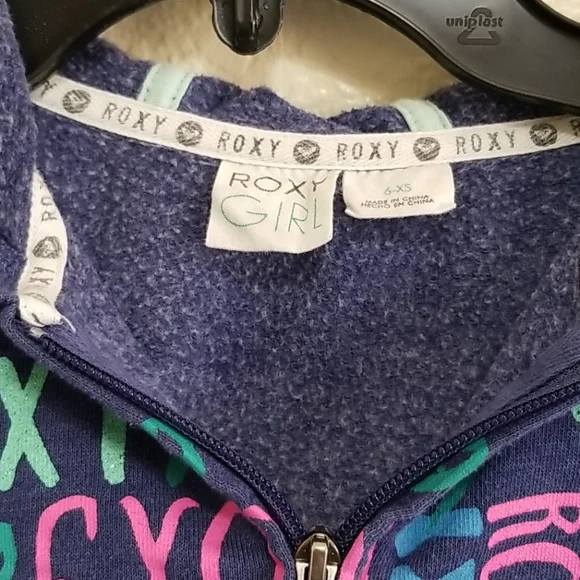 uniplast
ROXY ROXY ROXY ROXY
ROXY
GIRL
6-XS
MADE IN CHINA
HECHO EN CHINA
ROXY